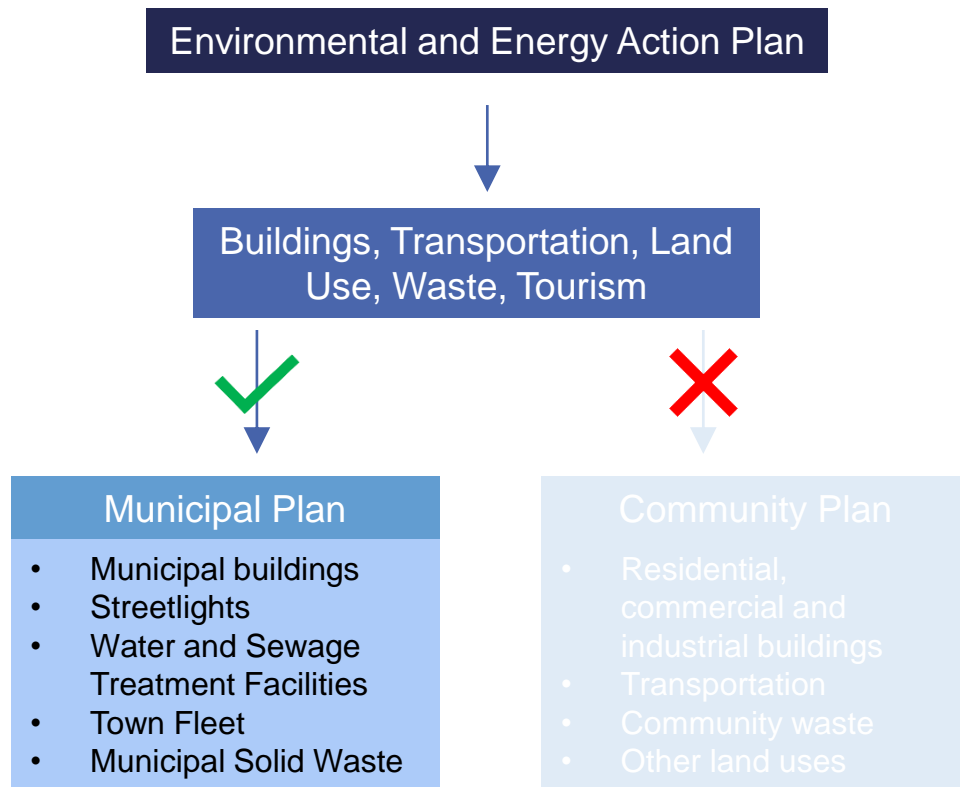 Environmental and Energy Action Plan
Buildings, Transportation, Land
Use, Waste, Tourism
Municipal Plan
• Municipal buildings
• Streetlights
• Water and Sewage
Treatment Facilities
• Town Fleet
• Municipal Solid Waste
Community Plan
• Residential,
commercial and
industrial buildings
• Transportation
• Community waste
• Other land uses